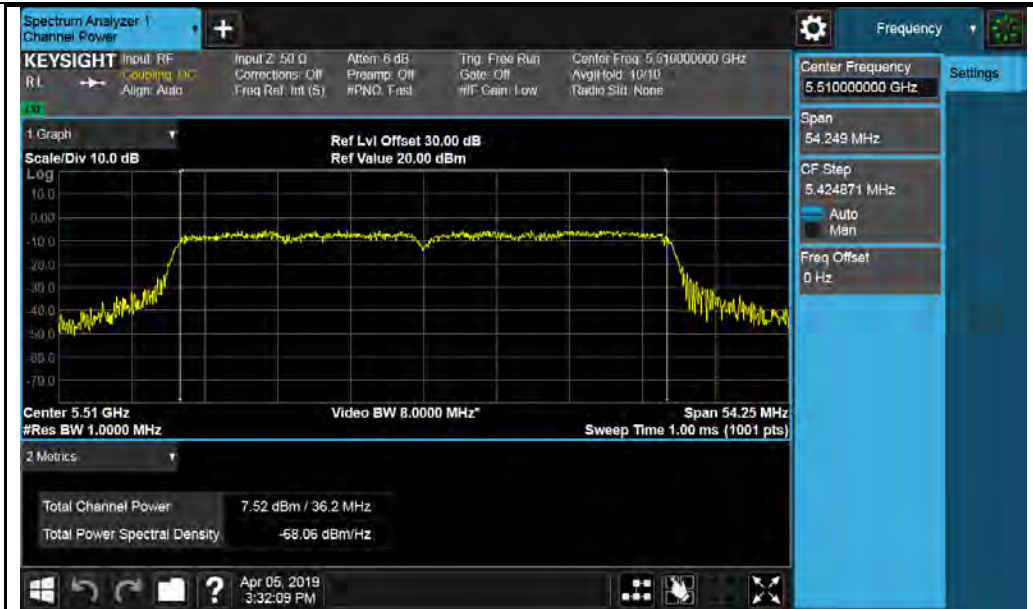 Spectrum Analyzer 1
Channel Power
Frequency
KEYSIGHT
RL
Input: RF
Coupling: DC
Align: Auto
Input Z: 50 Ω
Corrections: Off
Freq Ref: Int (S)
Atten: 6 dB
Preamp: Off
#PNO: Fast
Trig: Free Run
Gate: Off
#IF Gain: Low
Center Freq: 5.510000000 GHz
Avg|Hold: 10/10
Radio Std: None
Center Frequency
5.510000000 GHz
Settings
Span
54.249 MHz
CF Step
5.424871 MHz
Auto
Man
Freq Offset
0 Hz
1 Graph
Scale/Div 10.0 dB
Ref Lvl Offset 30.00 dB
Ref Value 20.00 dBm
Log
10.0
0.00
-10.0
-20.0
-30.0
-40.0
-50.0
-60.0
-70.0
Center 5.51 GHz
#Res BW 1.0000 MHz
Video BW 8.0000 MHz*
Span 54.25 MHz
Sweep Time 1.00 ms (1001 pts)
2 Metrics
Total Channel Power 7.52 dBm / 36.2 MHz
Total Power Spectral Density -68.06 dBm/Hz
?
Apr 05, 2019
3:32:09 PM